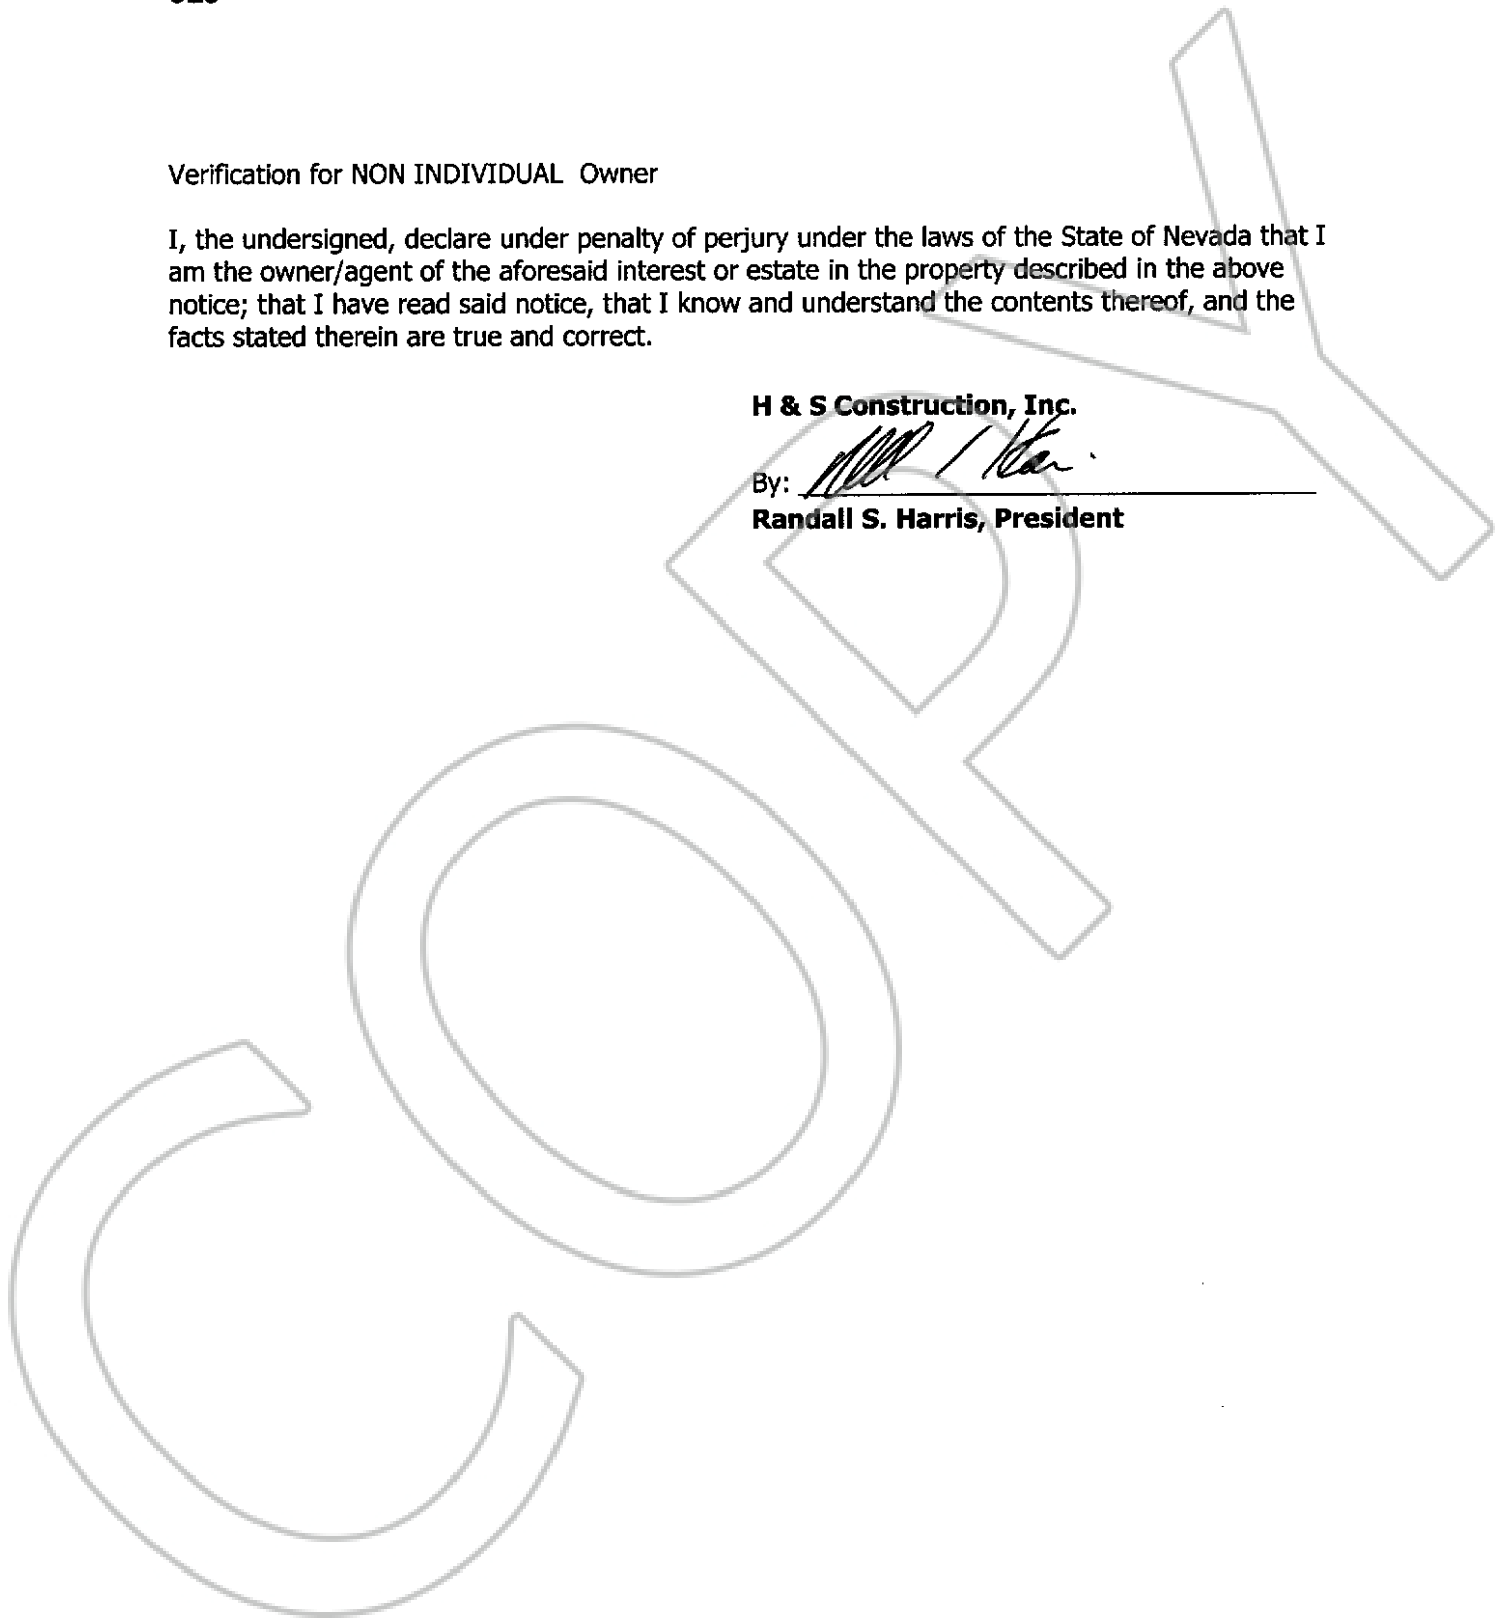 Verification for NON INDIVIDUAL Owner
I, the undersigned, declare under penalty of perjury under the laws of the State of Nevada that I
am the owner/agent of the aforesaid interest or estate in the property described in the above
notice; that I have read said notice, that I know and understand the contents thereof, and the
facts stated therein are true and correct.
H & S Construction, Inc.
By:
Randall S. Harris, President
COPY